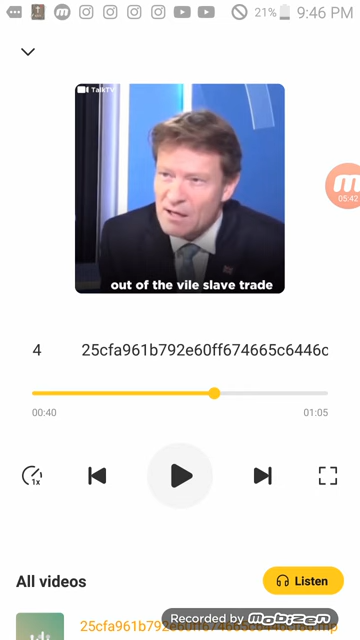 21% 9:46 PM
TalkTV
05:42
out of the vile slave trade
4 25cfa961b792e60ff674665c6446c
00:40 01:05
1x
All videos Listen
Recorded by Mobizen